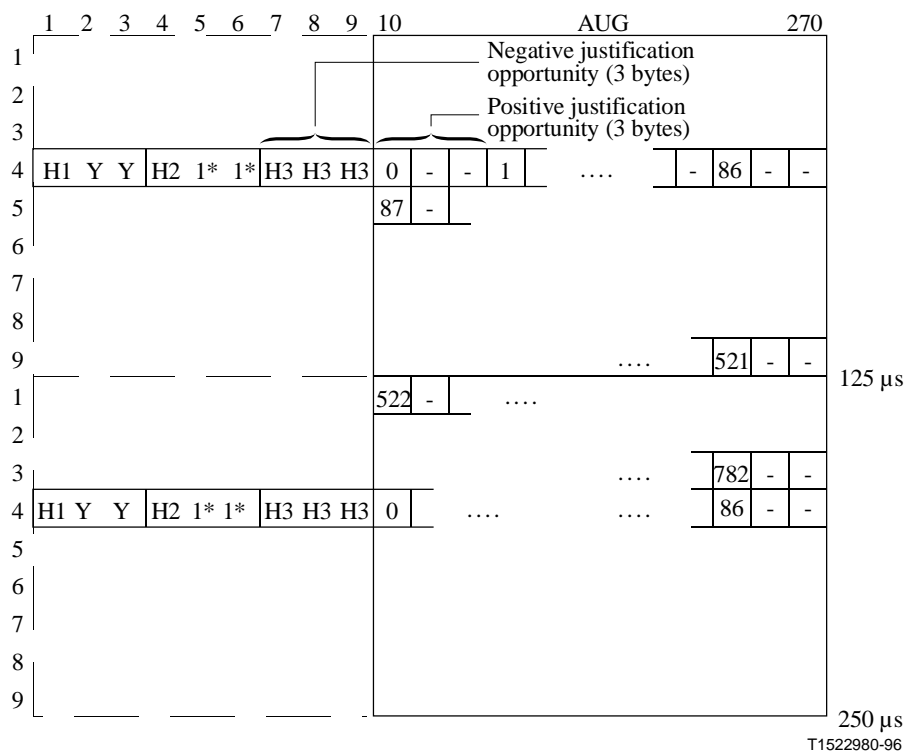 1 2 3 4 5 6 7 8 9 10 AUG 270
1
Negative justification
opportunity (3 bytes)
2
Positive justification
opportunity (3 bytes)
3
4 H1 Y Y H2 1* 1* H3 H3 H3 0 - - 1 .... - 86 - -
5 87 -
6
7
8
9 .... 521 - -
125 µs
1 522 - ....
2
3 .... 782 - -
4 H1 Y Y H2 1* 1* H3 H3 H3 0 .... .... 86 - -
5
6
7
8
9
250 µs
T1522980-96